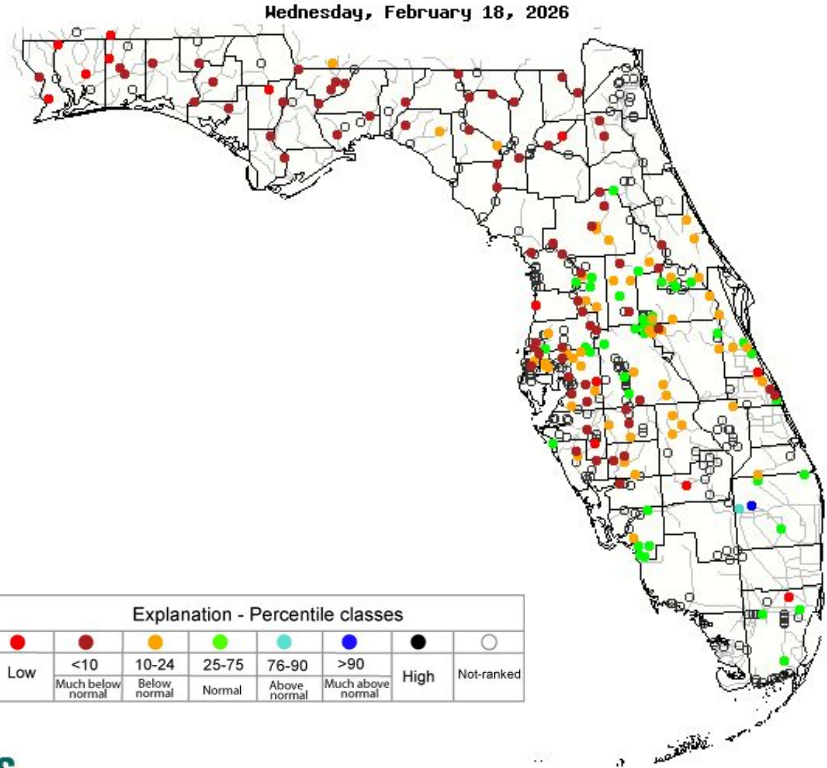 Wednesday, February 18, 2026
Explanation - Percentile classes
Low <10 10-24 25-75 76-90 >90 High Not-ranked
Much below normal Below normal Normal Above normal Much above normal